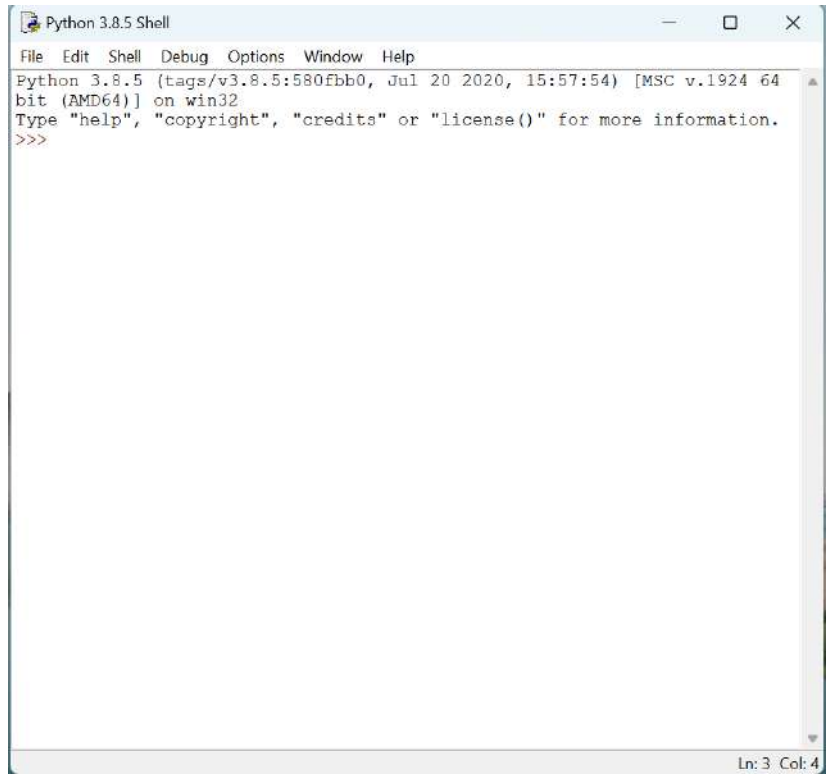 Python 3.8.5 Shell
File Edit Shell Debug Options Window Help
Python 3.8.5 (tags/v3.8.5:580fbb0, Jul 20 2020, 15:57:54) [MSC v.1924 64
bit (AMD64)] on win32
Type "help", "copyright", "credits" or "license()" for more information.
>>>
Ln: 3 Col: 4